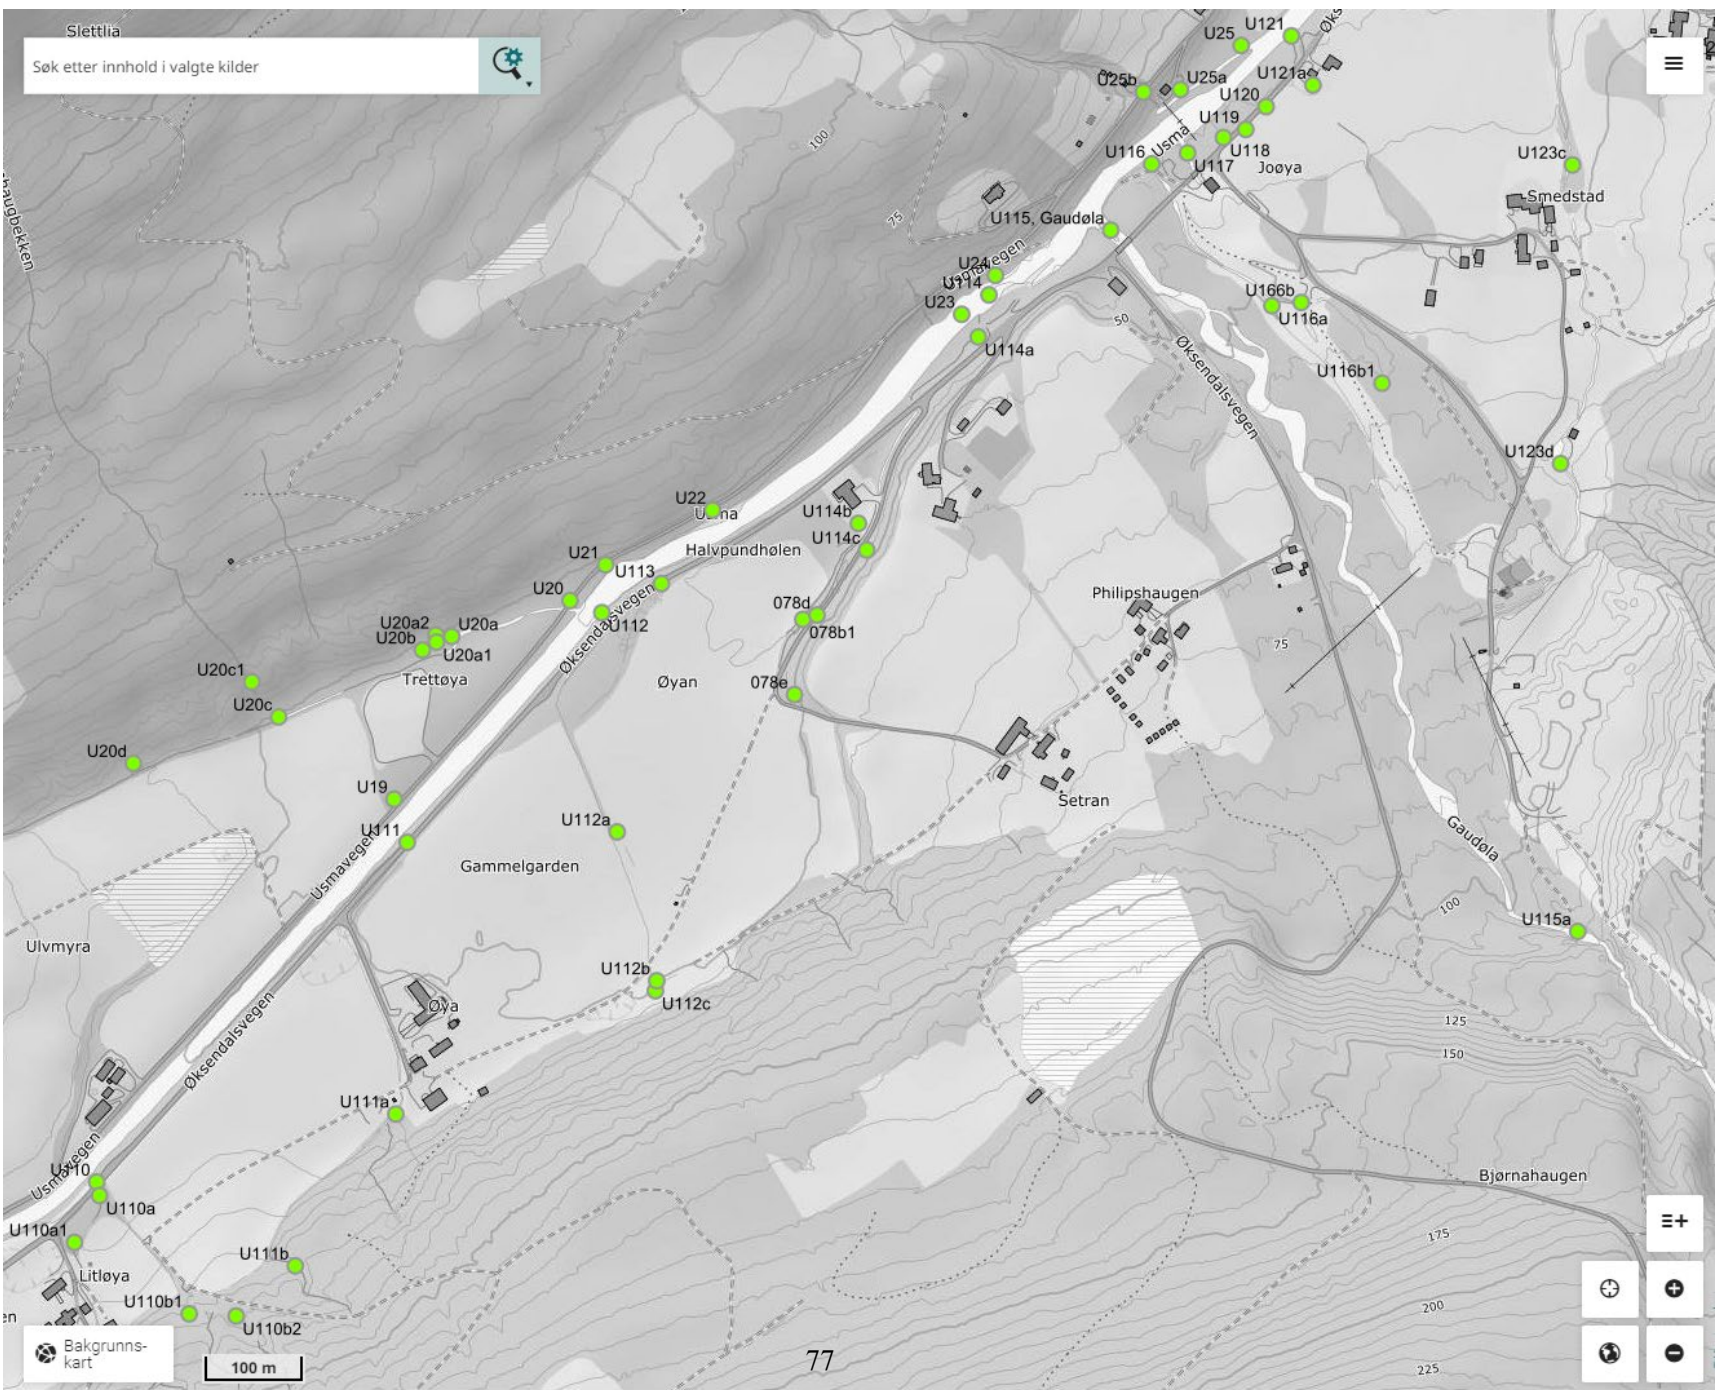 Slettlia
Søk etter innhold i valgte kilder
U121
U25
U25b
U25a
U121a
U120
U119
U118
Usma
U116
U117
Joøya
U123c
Smedstad
100
75
U115, Gaudøla
U24
U114
U23
U114a
50
U166b
U116a
Øksendalsvegen
U116b1
U123d
U22
U114b
U114c
Halvpundhølen
U21
U113
U20
U112
Øksendalsvegen
U20a2
U20a
U20b
U20a1
Trettøya
U20c1
U20c
U20d
078d
078b1
078e
Øyan
Philipshaugen
75
Setran
U19
U111
Usmavegen
U112a
Gammelgarden
Gaudøla
100
U115a
Ulvmyra
U112b
U112c
Øya
Øksendalsvegen
125
150
U111a
Usmavegen
U110
U110a
U110a1
Bjørnahaugen
175
U111b
Litløya
U110b1
U110b2
200
225
Bakgrunns-
kart
100 m
77